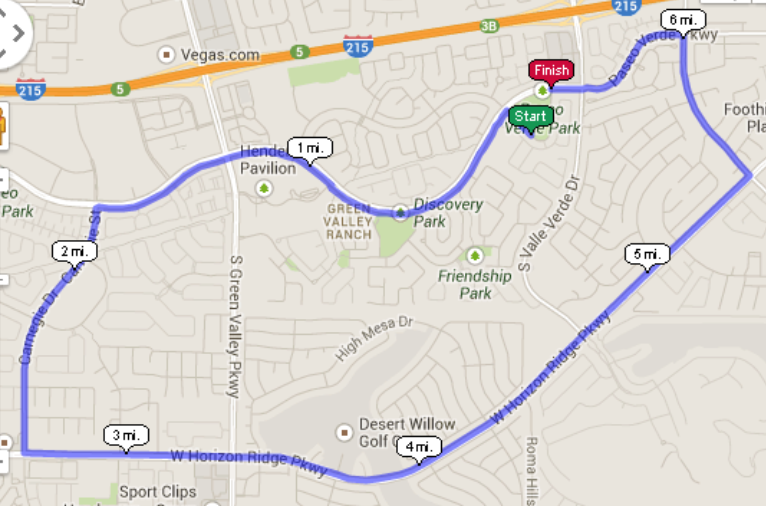 215
6 mi.
Paseo Verde Pkwy
3B
Vegas.com
5
215
Finish
215
5
Start
Verde Park
Footh
Pla
Hende
Pavilion
1 mi.
Park
GREEN
VALLEY
RANCH
Discovery
Park
S Valle Verde Dr
2 mi.
5 mi.
Friendship
Park
S Green Valley Pkwy
Carnegie Dr
High Mesa Dr
W Horizon Ridge Pkwy
3 mi.
Desert Willow
Golf
4 mi.
W Horizon Ridge Pkwy
Roma Hills
Sport Clips